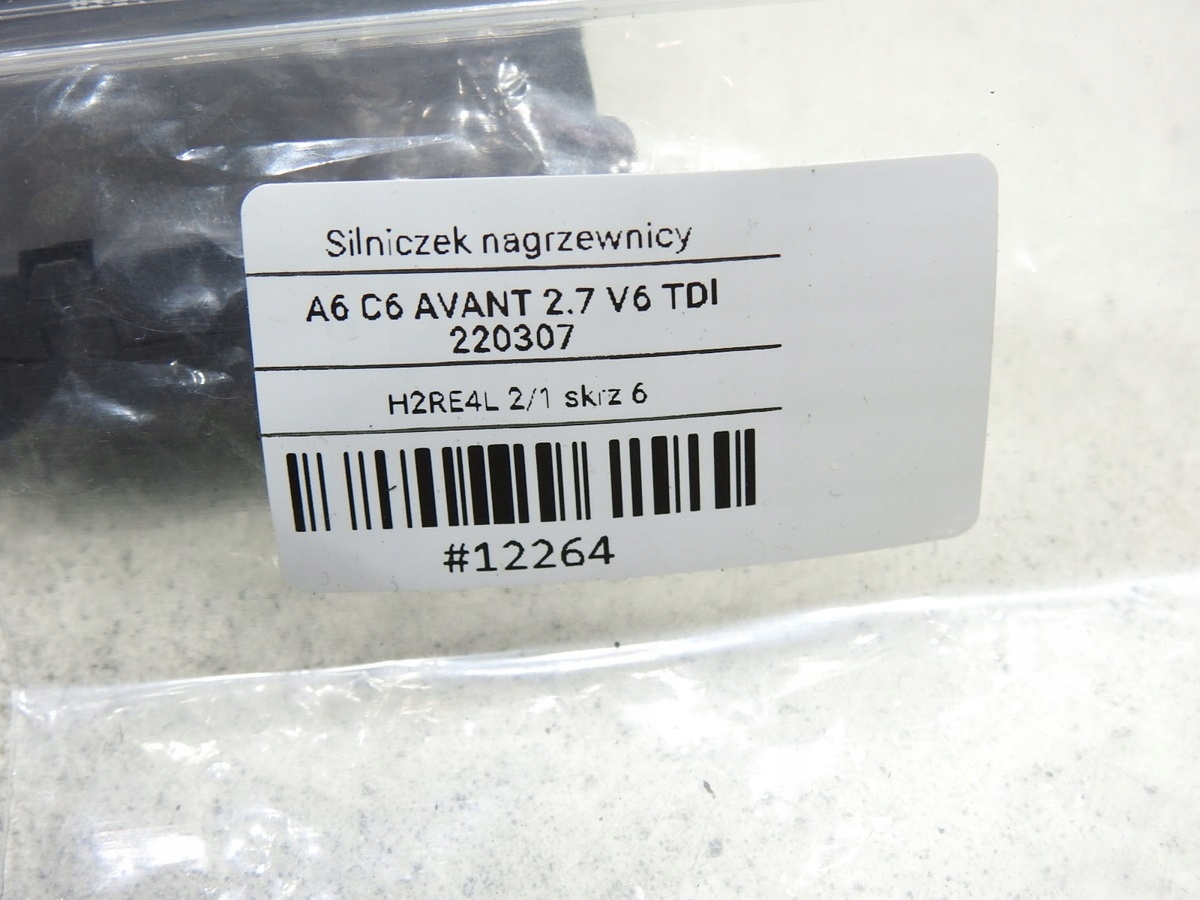 Silniczek nagrzewnicy
A6 C6 AVANT 2.7 V6 TDI
220307
H2RE4L 2/1 skrz 6
#12264